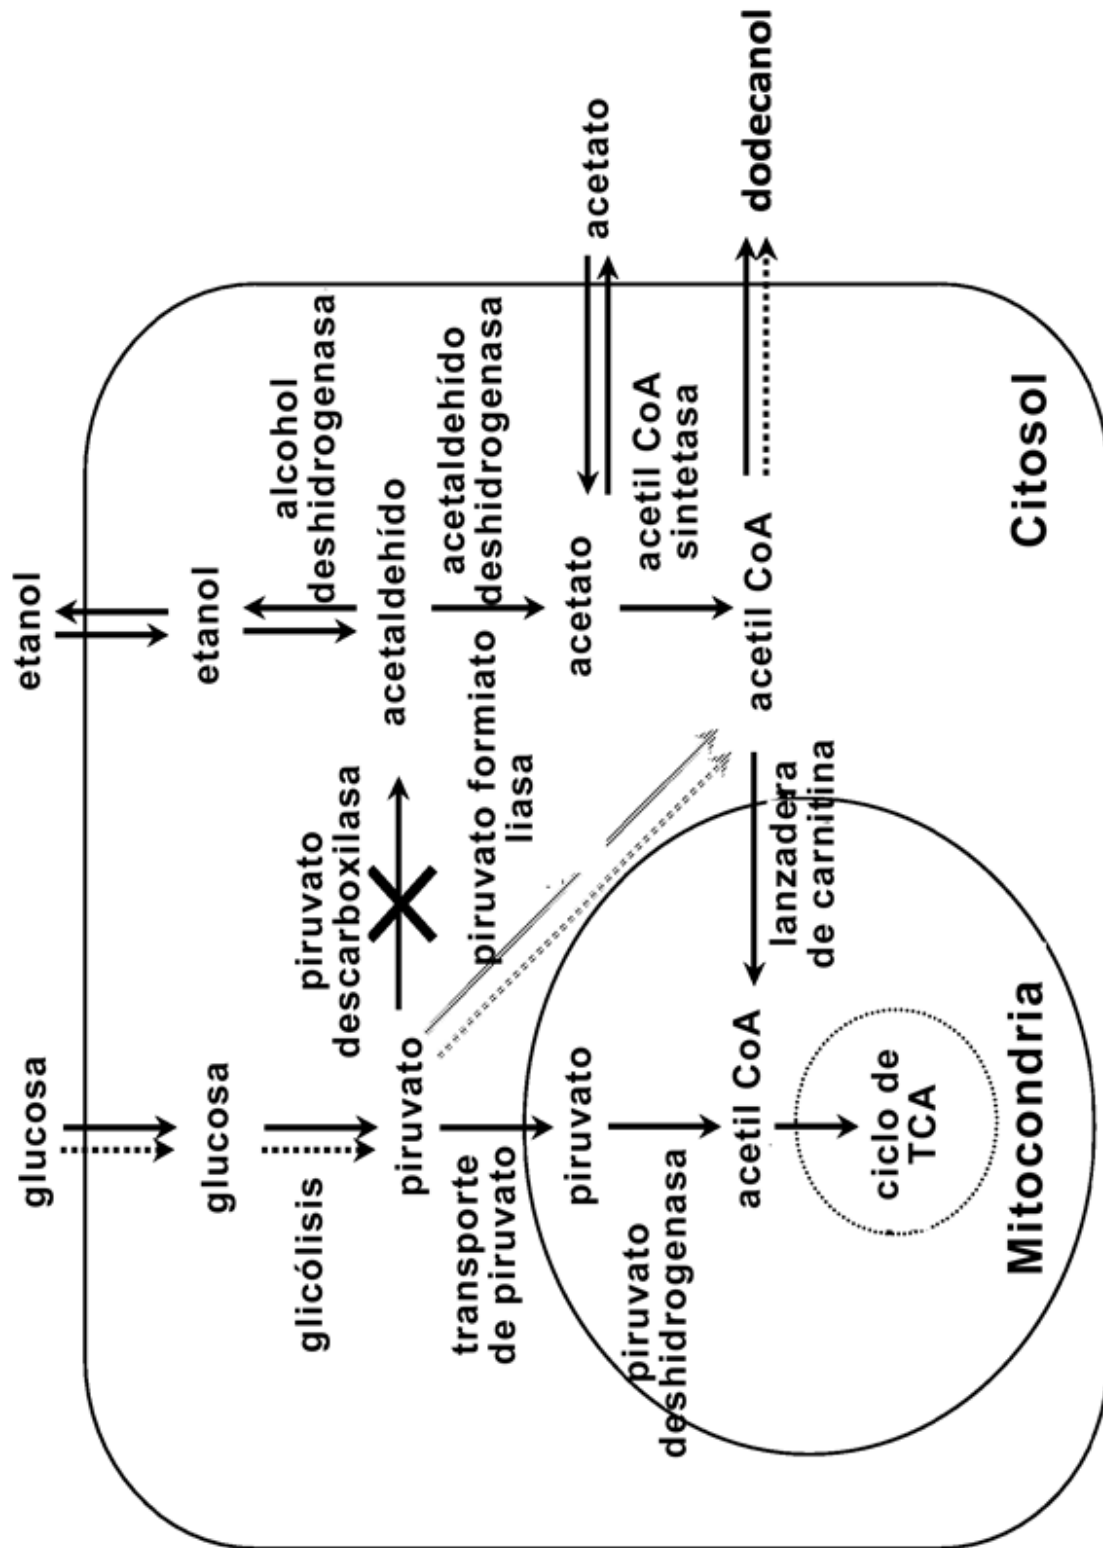 glucosa
etanol
glucosa
etanol
glicólisis
piruvato
descarboxilasa
alcohol
deshidrogenasa
piruvato
acetaldehído
transporte
de piruvato
piruvato formiato
liasa
acetaldehído
deshidrogenasa
piruvato
acetato
acetato
piruvato
deshidrogenasa
acetil CoA
sintetasa
acetil CoA
acetil CoA
dodecanol
lanzadera
de carnitina
ciclo de
TCA
Mitocondria
Citosol